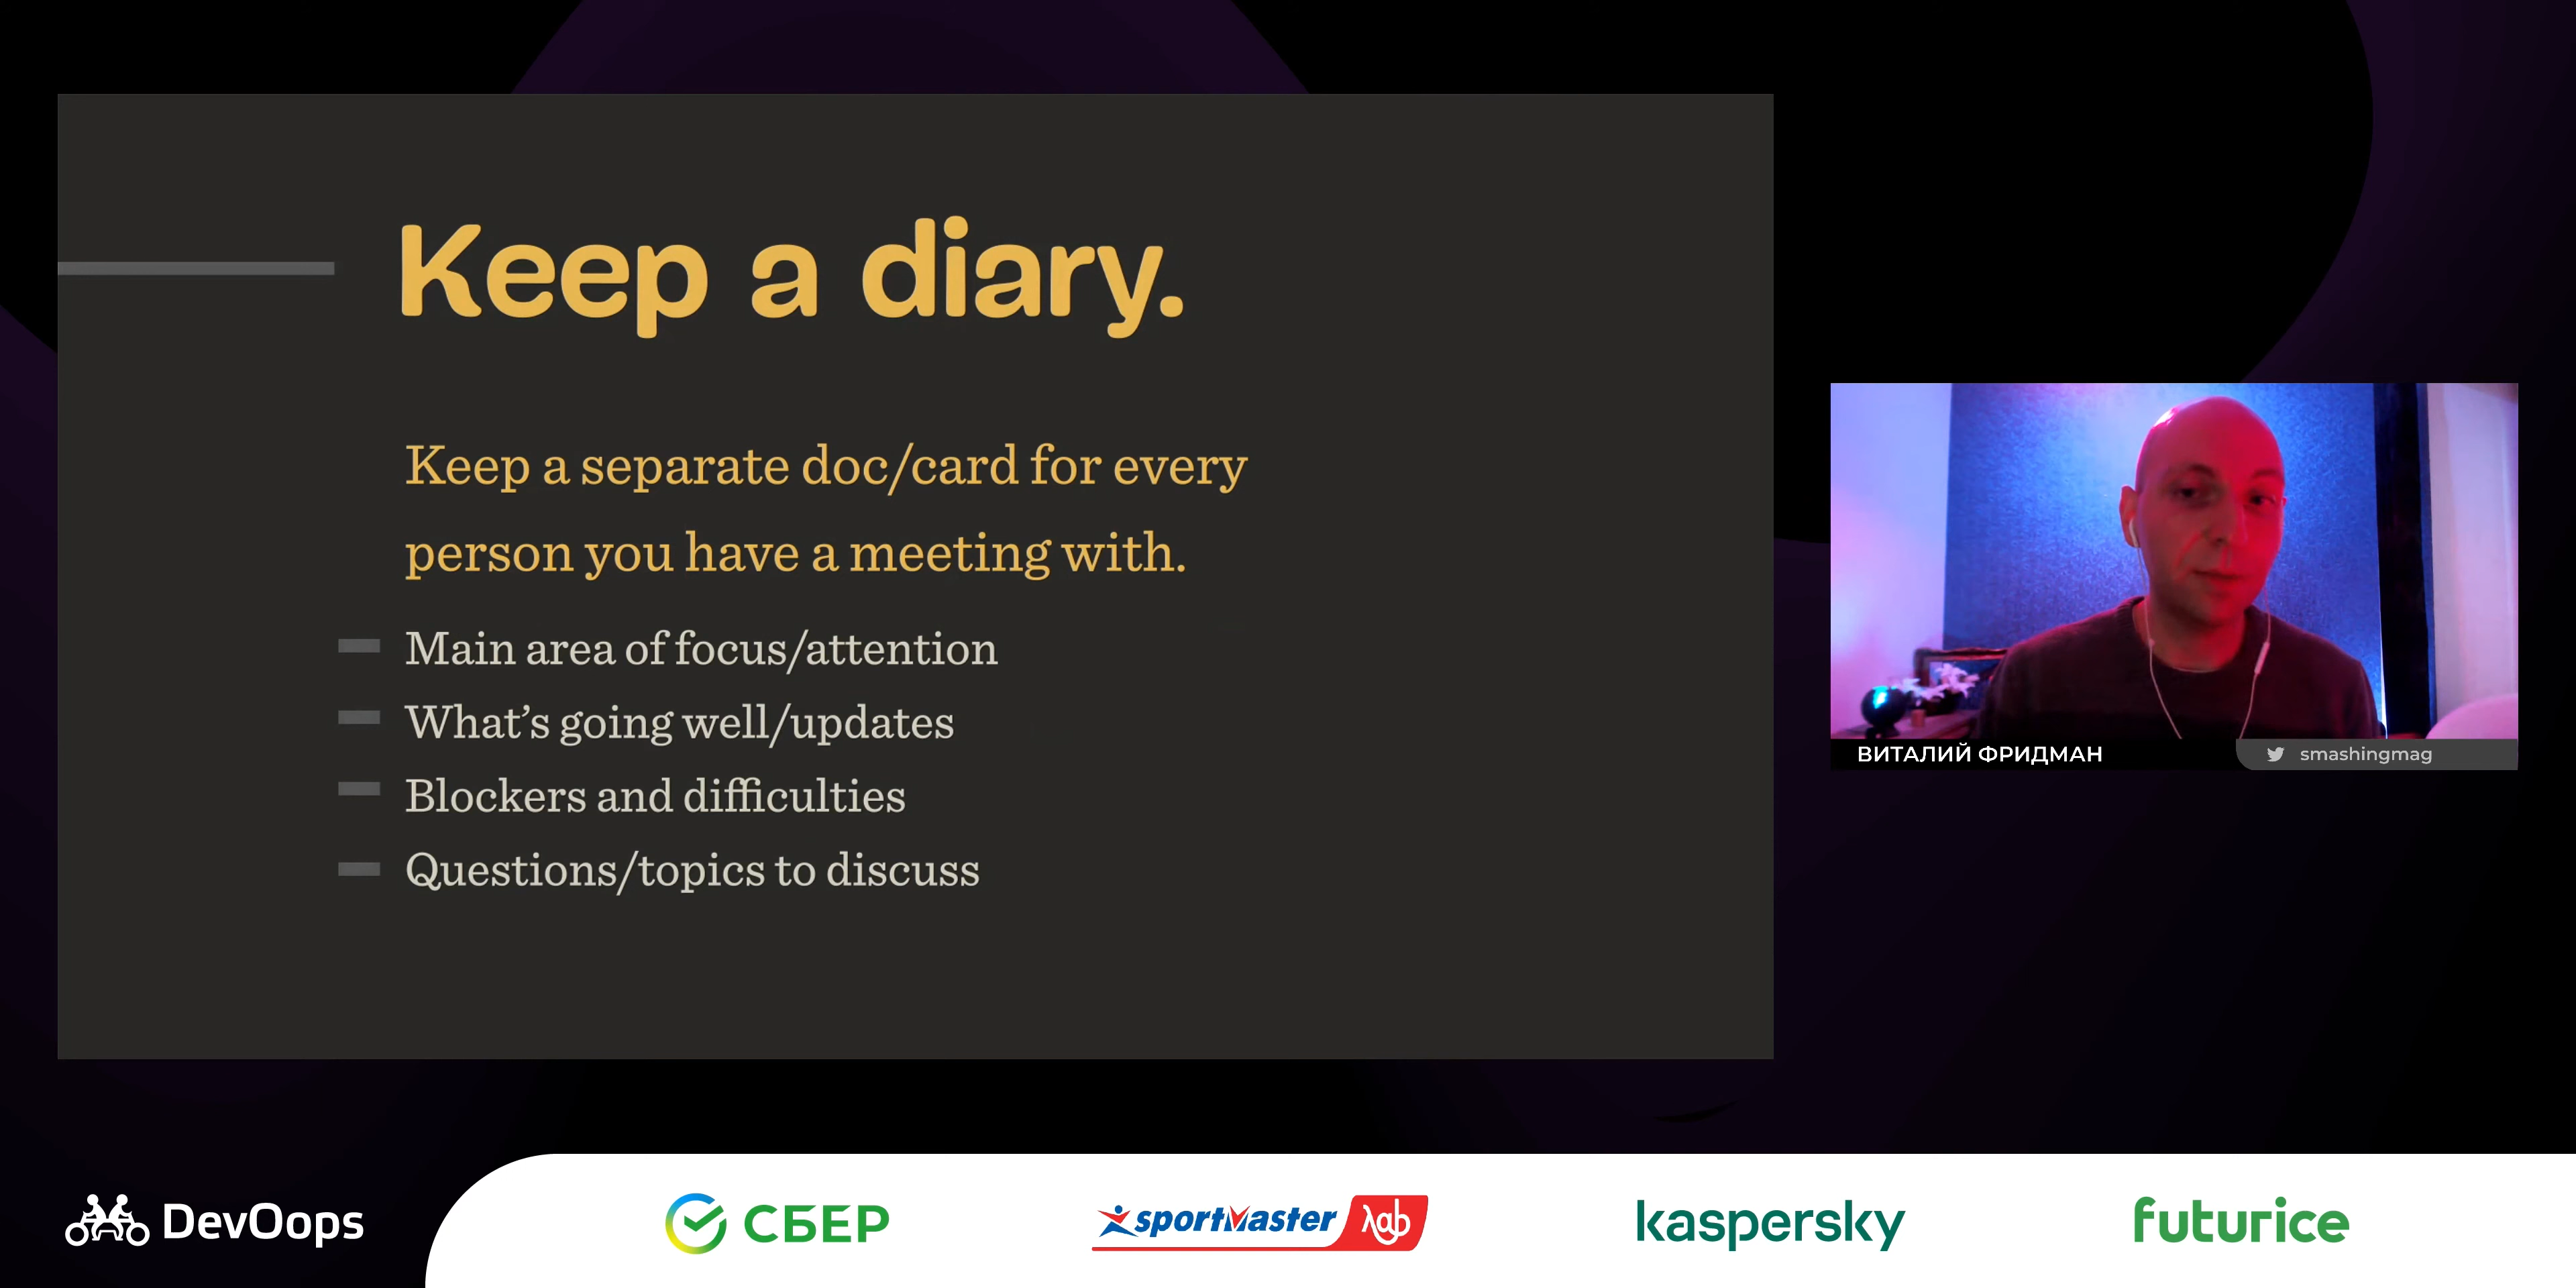 Keep a diary.
Keep a separate doc/card for every
person you have a meeting with.
Main area of focus/attention
What's going well/updates
Blockers and difficulties
Questions/topics to discuss
ВИТАЛИЙ ФРИДМАН
smashingmag
DevOops
СБЕР
sportmaster lab
kaspersky
futurice